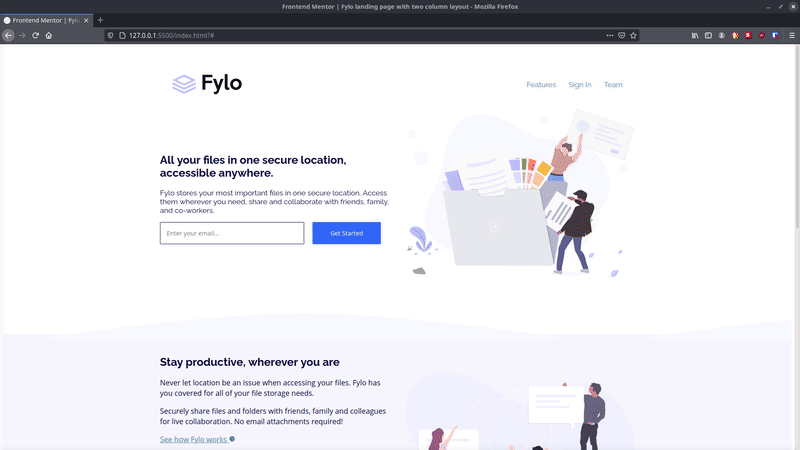 Frontend Mentor | Fylo landing page with two column layout - Mozilla Firefox
Frontend Mentor | Fylo
127.0.0.1:5500/index.html?#
Fylo
Features Sign In Team
All your files in one secure location,
accessible anywhere.
Fylo stores your most important files in one secure location. Access
them wherever you need, share and collaborate with friends, family,
and co-workers.
Enter your email...
Get Started
Stay productive, wherever you are
Never let location be an issue when accessing your files. Fylo has
you covered for all of your file storage needs.
Securely share files and folders with friends, family and colleagues
for live collaboration. No email attachments required!
See how Fylo works